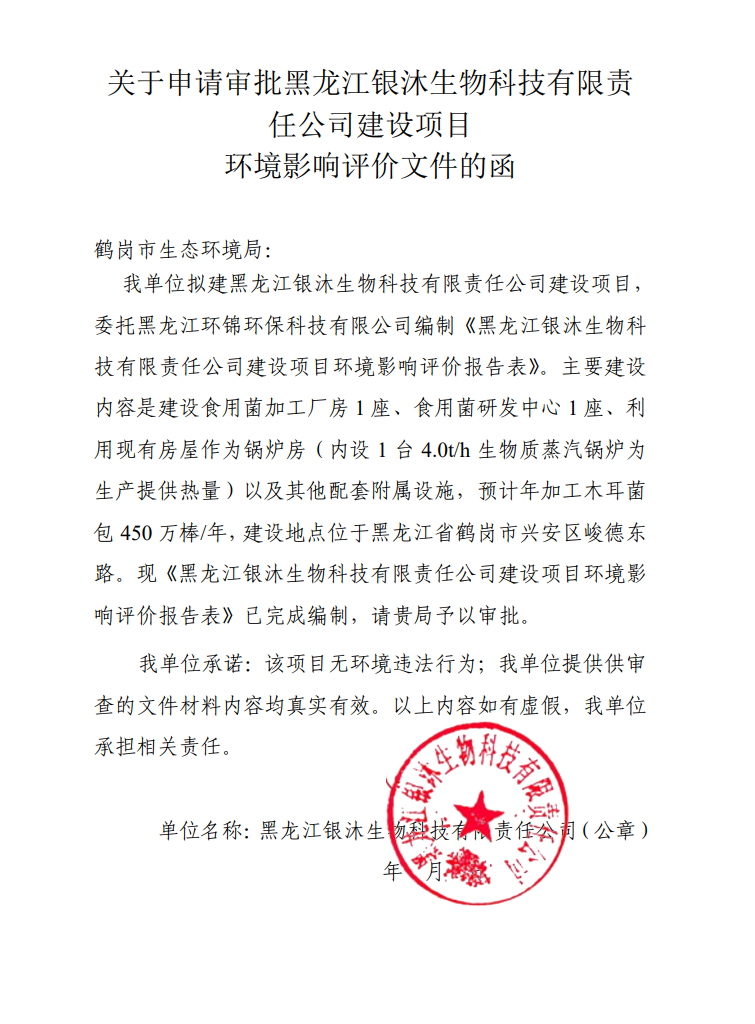 关于申请审批黑龙江银沐生物科技有限责
任公司建设项目
环境影响评价文件的函
鹤岗市生态环境局：
我单位拟建黑龙江银沐生物科技有限责任公司建设项目，
委托黑龙江环锦环保科技有限公司编制《黑龙江银沐生物科
技有限责任公司建设项目环境影响评价报告表》。主要建设
内容是建设食用菌加工厂房1座、食用菌研发中心1座、利
用现有房屋作为锅炉房（内设1台4.0t/h生物质蒸汽锅炉为
生产提供热量）以及其他配套附属设施，预计年加工木耳菌
包450万棒/年，建设地点位于黑龙江省鹤岗市兴安区峻德东
路。现《黑龙江银沐生物科技有限责任公司建设项目环境影
响评价报告表》已完成编制，请贵局予以审批。
我单位承诺：该项目无环境违法行为；我单位提供供审
查的文件材料内容均真实有效。以上内容如有虚假，我单位
承担相关责任。
单位名称：黑龙江银沐生物科技有限责任公司（公章）
年 月
黑龙江银沐生物科技有限责任公司